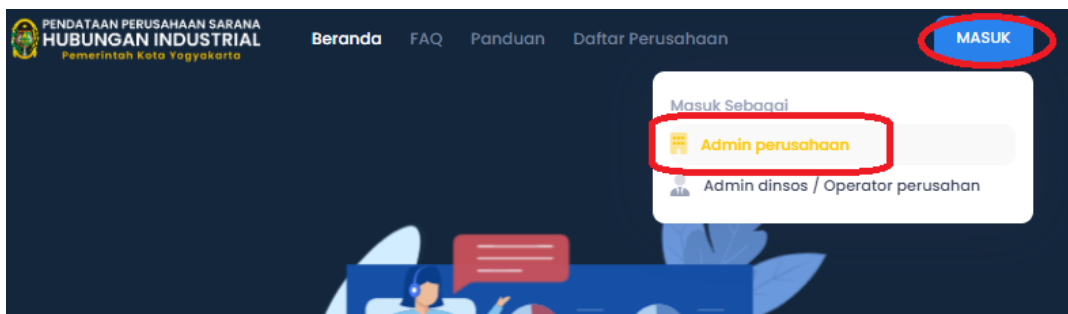 PENDATAAN PERUSAHAAN SARANA
HUBUNGAN INDUSTRIAL
Pemerintah Kota Yogyakarta
Beranda FAQ Panduan Daftar Perusahaan MASUK
Masuk Sebagai
Admin perusahaan
Admin dinsos / Operator perusahan